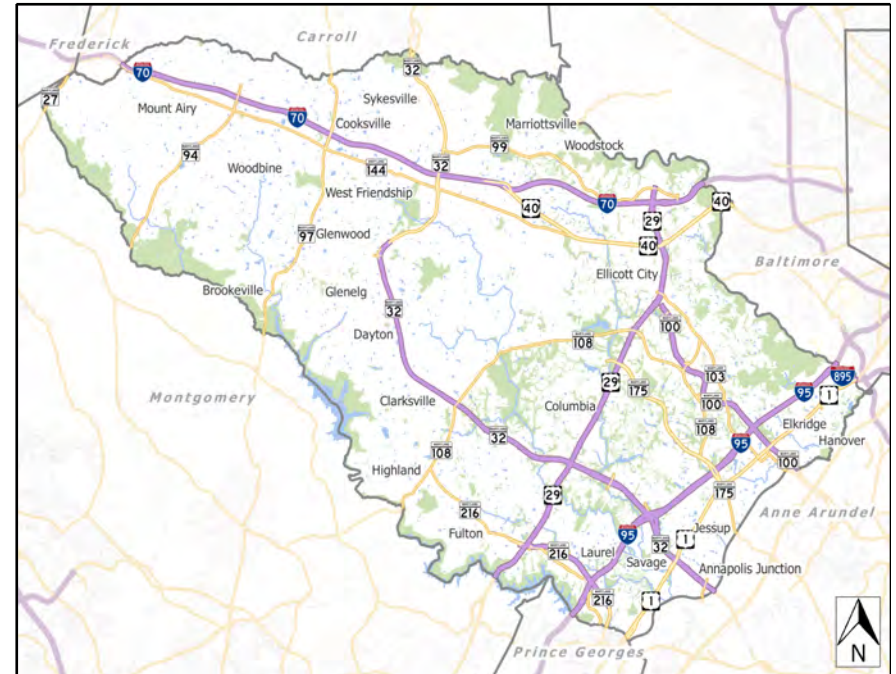 Frederick
Carroll
70
32
27
Mount Airy
Sykesville
70
Cooksville
Marriottsville
94
99
Woodstock
32
Woodbine
144
West Friendship
40
70
29
40
97
Glenwood
40
Baltimore
Ellicott City
Brookeville
Glenelg
32
100
Dayton
108
103
895
Montgomery
29
175
95
Clarksville
Columbia
100
1
108
Elkridge
32
95
Hanover
108
100
Highland
29
175
216
Anne Arundel
Fulton
95
Jessup
1
216
Laurel
32
Savage
Annapolis Junction
216
1
Prince Georges
N